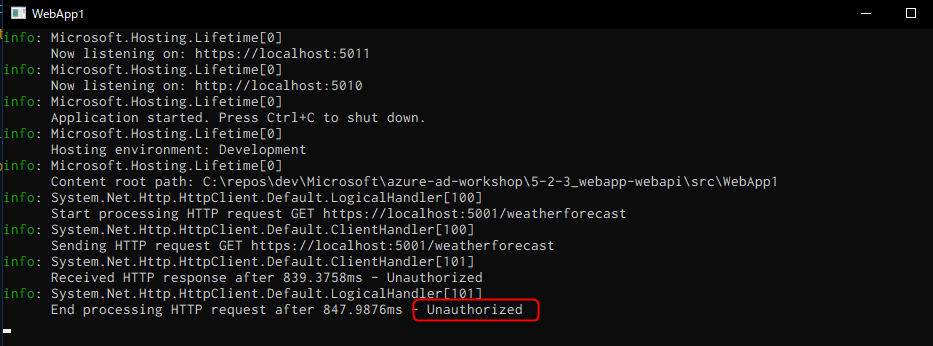 WebApp1
info: Microsoft.Hosting.Lifetime[0]
Now listening on: https://localhost:5011
info: Microsoft.Hosting.Lifetime[0]
Now listening on: http://localhost:5010
info: Microsoft.Hosting.Lifetime[0]
Application started. Press Ctrl+C to shut down.
info: Microsoft.Hosting.Lifetime[0]
Hosting environment: Development
info: Microsoft.Hosting.Lifetime[0]
Content root path: C:\repos\dev\Microsoft\azure-ad-workshop\5-2-3_webapp-webapi\src\WebApp1
info: System.Net.Http.HttpClient.Default.LogicalHandler[100]
Start processing HTTP request GET https://localhost:5001/weatherforecast
info: System.Net.Http.HttpClient.Default.ClientHandler[100]
Sending HTTP request GET https://localhost:5001/weatherforecast
info: System.Net.Http.HttpClient.Default.ClientHandler[101]
Received HTTP response after 839.3758ms - Unauthorized
info: System.Net.Http.HttpClient.Default.LogicalHandler[101]
End processing HTTP request after 847.9876ms - Unauthorized